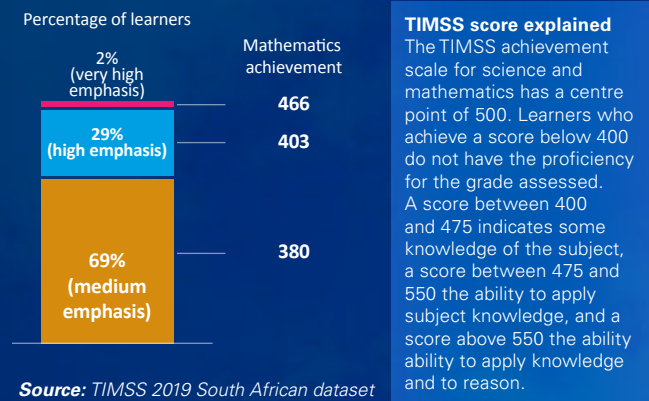 Percentage of learners
2%
(very high
emphasis)
29%
(high emphasis)
69%
(medium
emphasis)
Mathematics
achievement
466
403
380
Source: TIMSS 2019 South African dataset
TIMSS score explained
The TIMSS achievement
scale for science and
mathematics has a centre
point of 500. Learners who
achieve a score below 400
do not have the proficiency
for the grade assessed.
A score between 400
and 475 indicates some
knowledge of the subject,
a score between 475 and
550 the ability to apply
subject knowledge, and a
score above 550 the ability
ability to apply knowledge
and to reason.